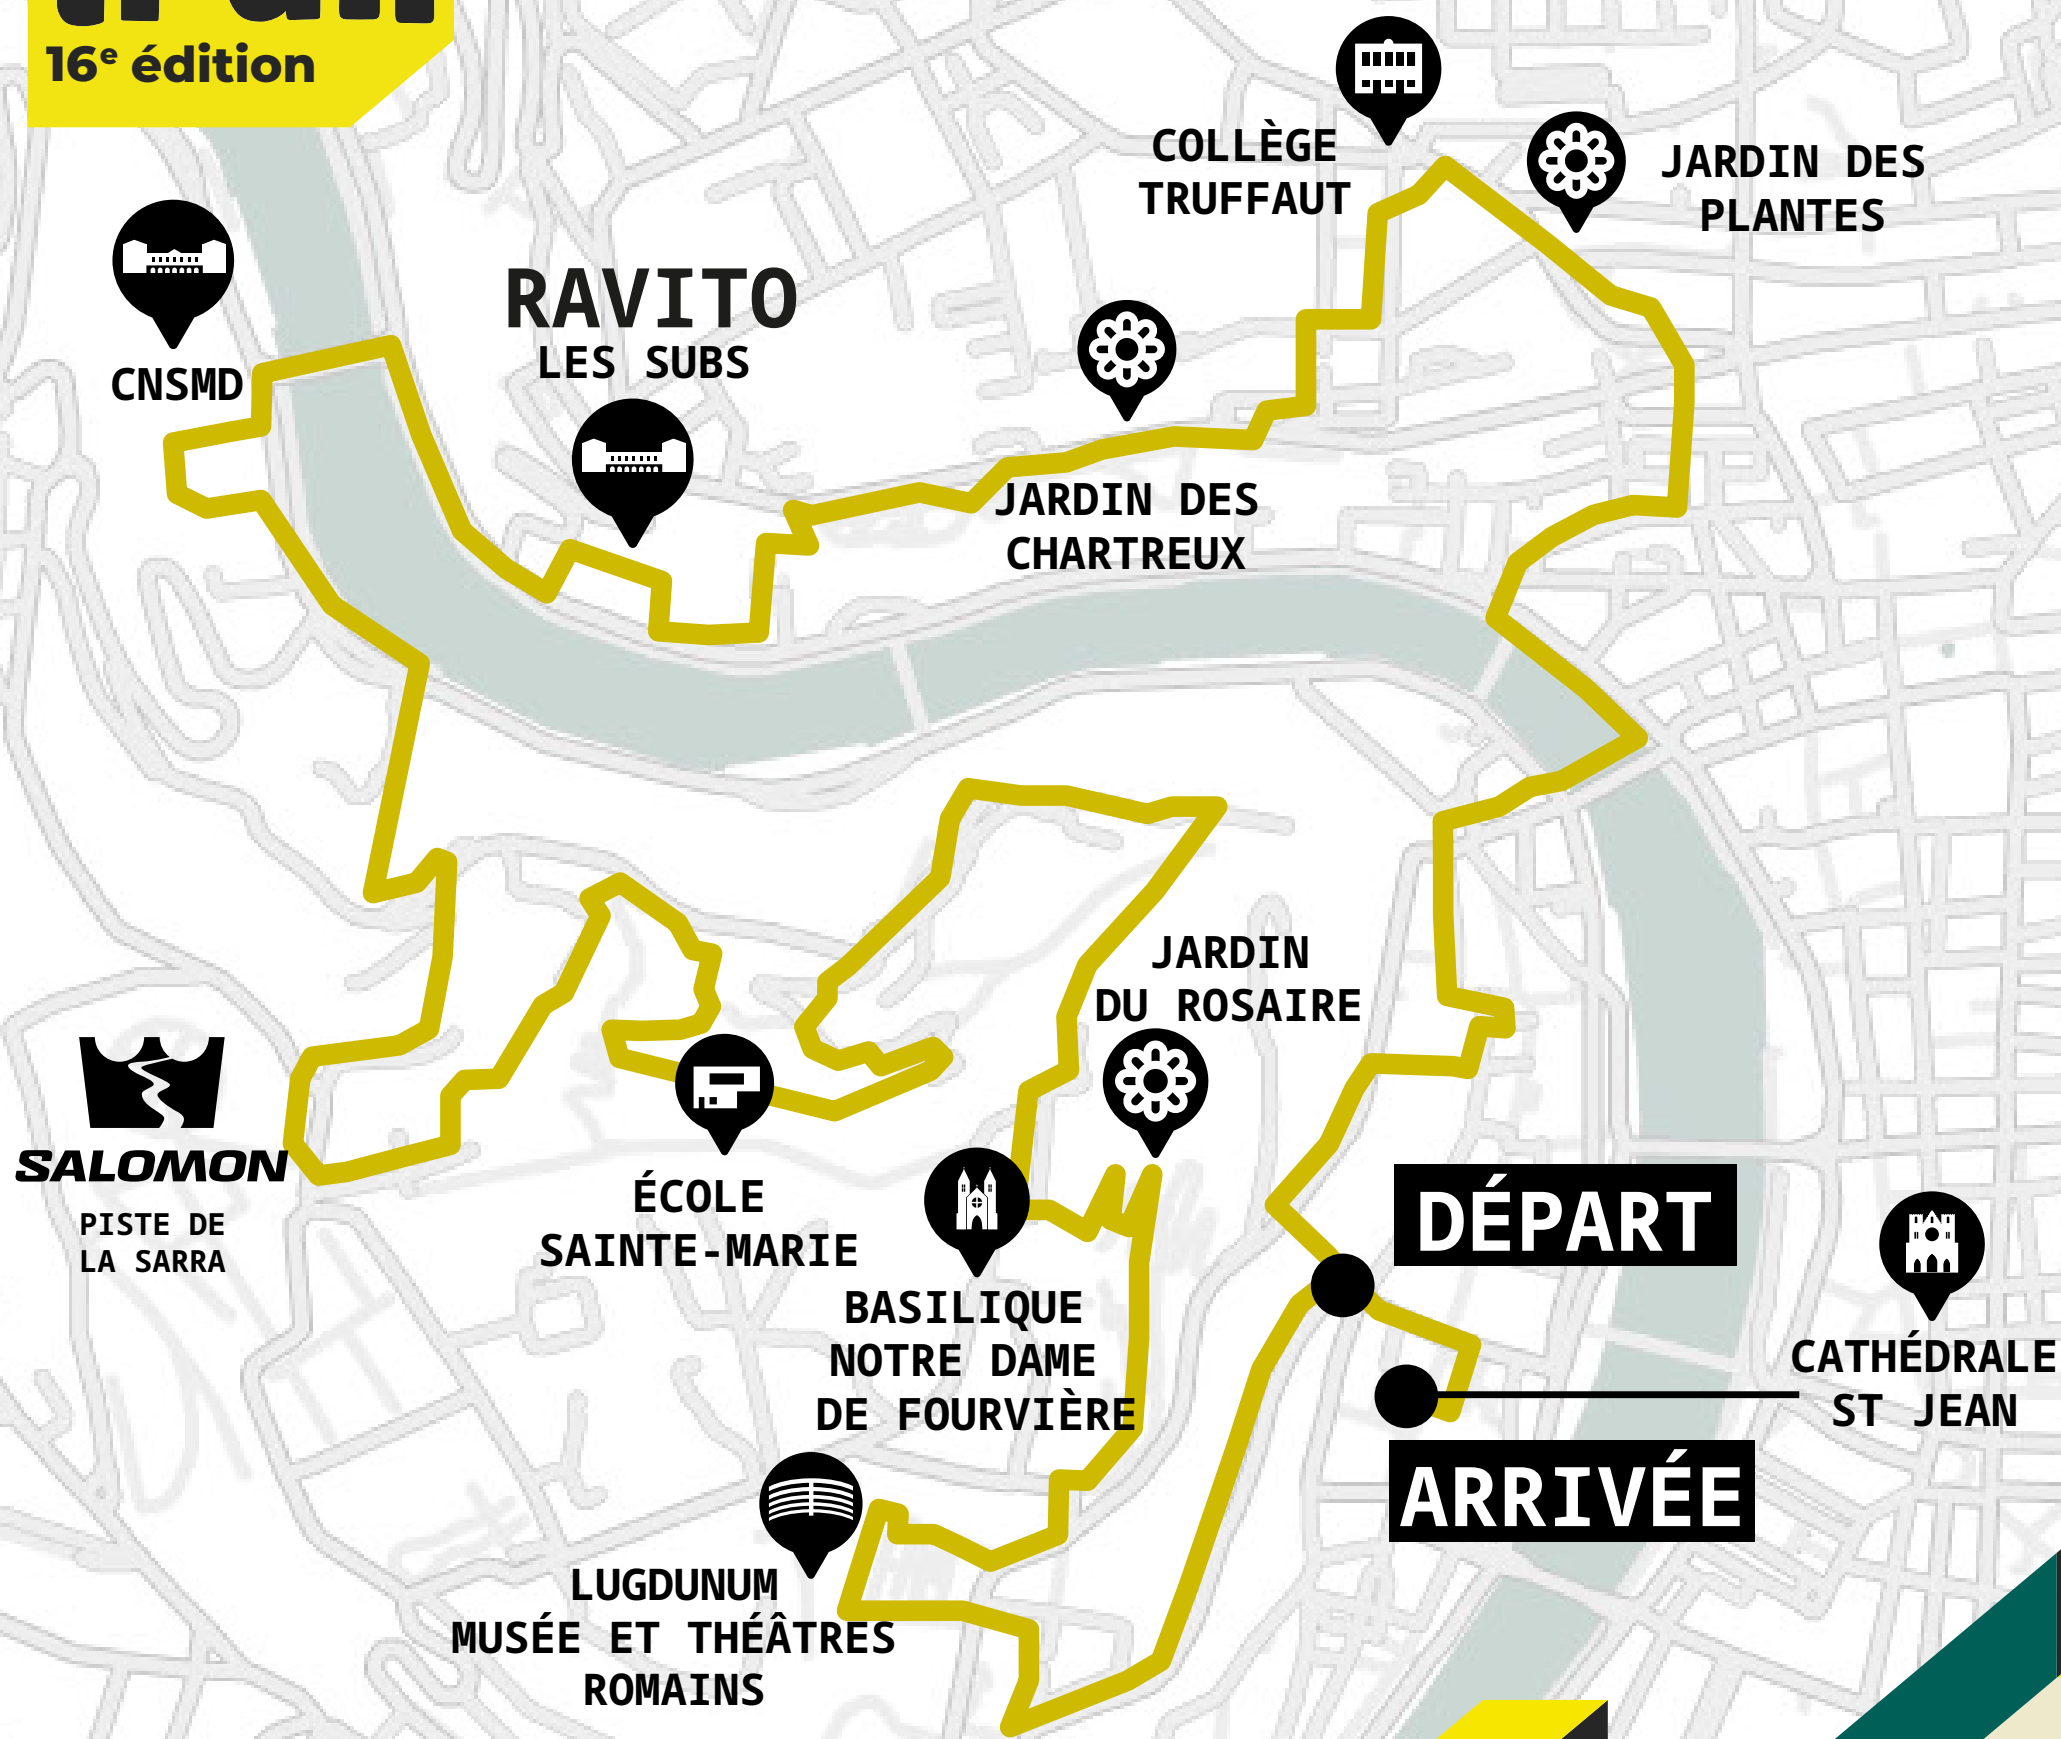 trail
16e édition
COLLÈGE
TRUFFAUT
JARDIN DES
PLANTES
CNSMD
RAVITO
LES SUBS
JARDIN DES
CHARTREUX
JARDIN
DU ROSAIRE
SALOMON
PISTE DE
LA SARRA
ÉCOLE
SAINTE-MARIE
DÉPART
BASILIQUE
NOTRE DAME
DE FOURVIÈRE
CATHÉDRALE
ST JEAN
ARRIVÉE
LUGDUNUM
MUSÉE ET THÉÂTRES
ROMAINS